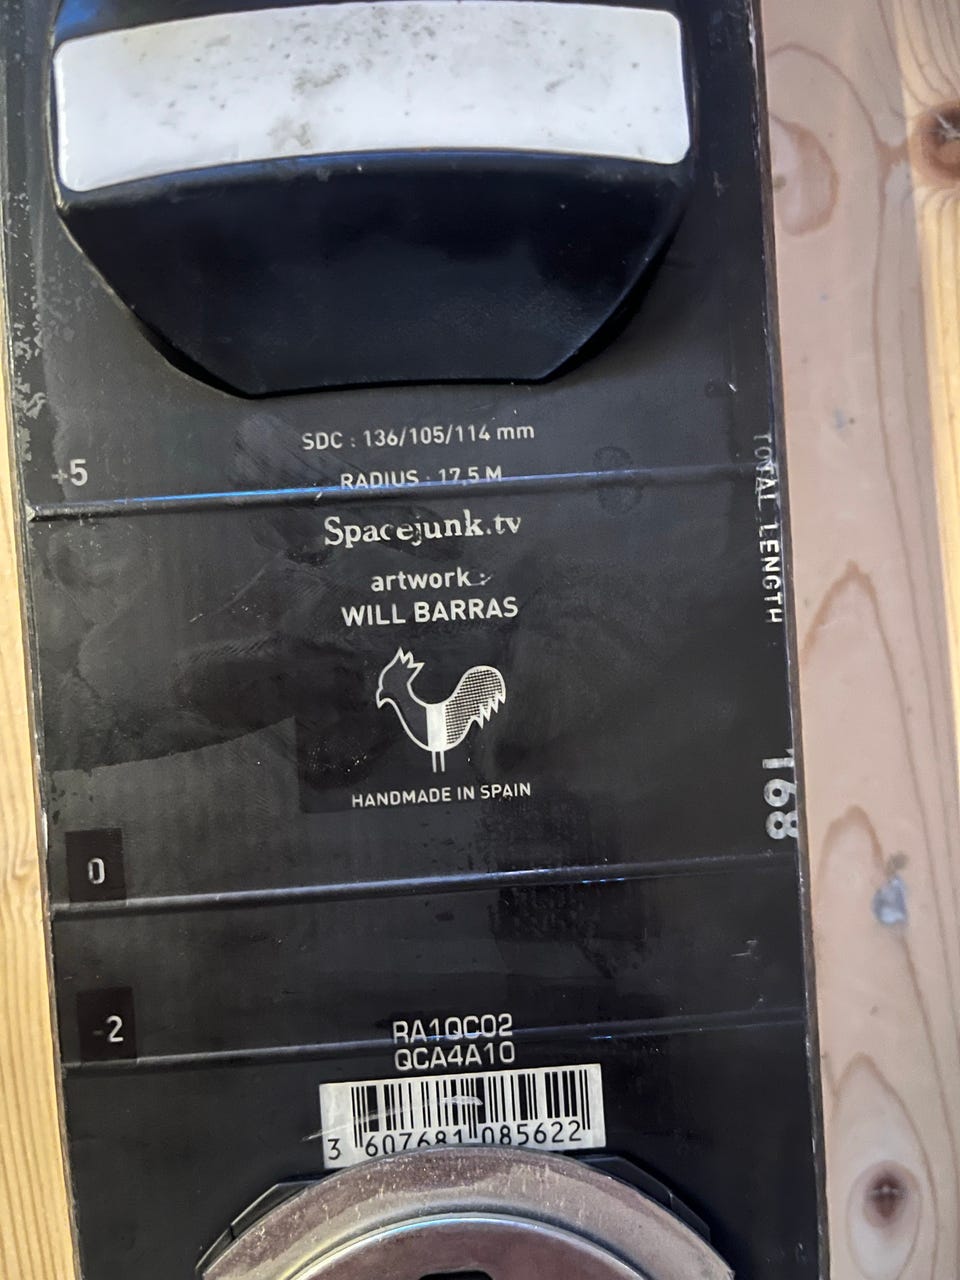 SDC : 136/105/114 mm
+5
RADIUS : 17,5 M
Spacejunk.tv
artwork :
WILL BARRAS
HANDMADE IN SPAIN
TOTAL LENGTH
168
0
-2
RA1QC02
QCA4A10
3 607681 085622